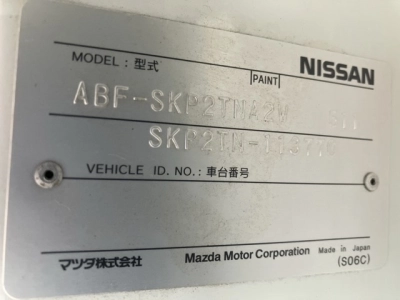 NISSAN
MODEL: 型式
PAINT
ABF-SKP2TNA2W
VEHICLE ID. NO.: 車台番号
マツダ株式会社 Mazda Motor Corporation Made in Japan
(S06C)